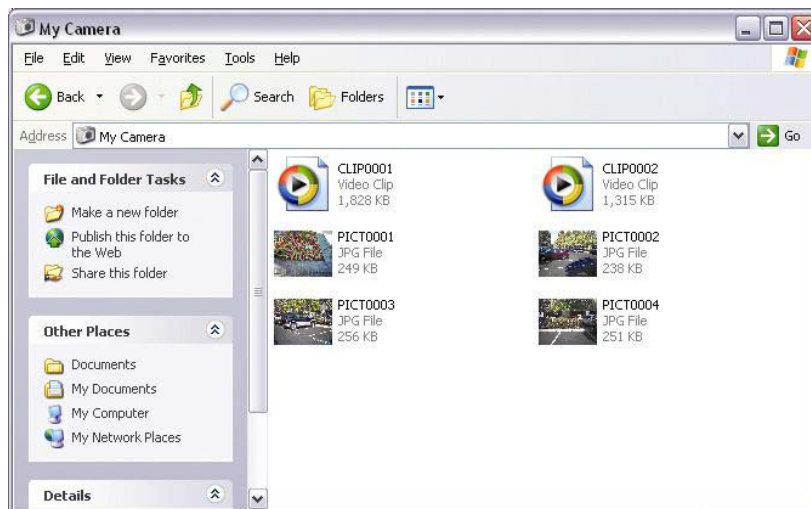 My Camera
File Edit View Favorites Tools Help
Back Search Folders
Address My Camera Go
File and Folder Tasks
Make a new folder
Publish this folder to
the Web
Share this folder
Other Places
Documents
My Documents
My Computer
My Network Places
Details
CLIP0001
Video Clip
1,828 KB
CLIP0002
Video Clip
1,315 KB
PICT0001
JPG File
249 KB
PICT0002
JPG File
238 KB
PICT0003
JPG File
256 KB
PICT0004
JPG File
251 KB